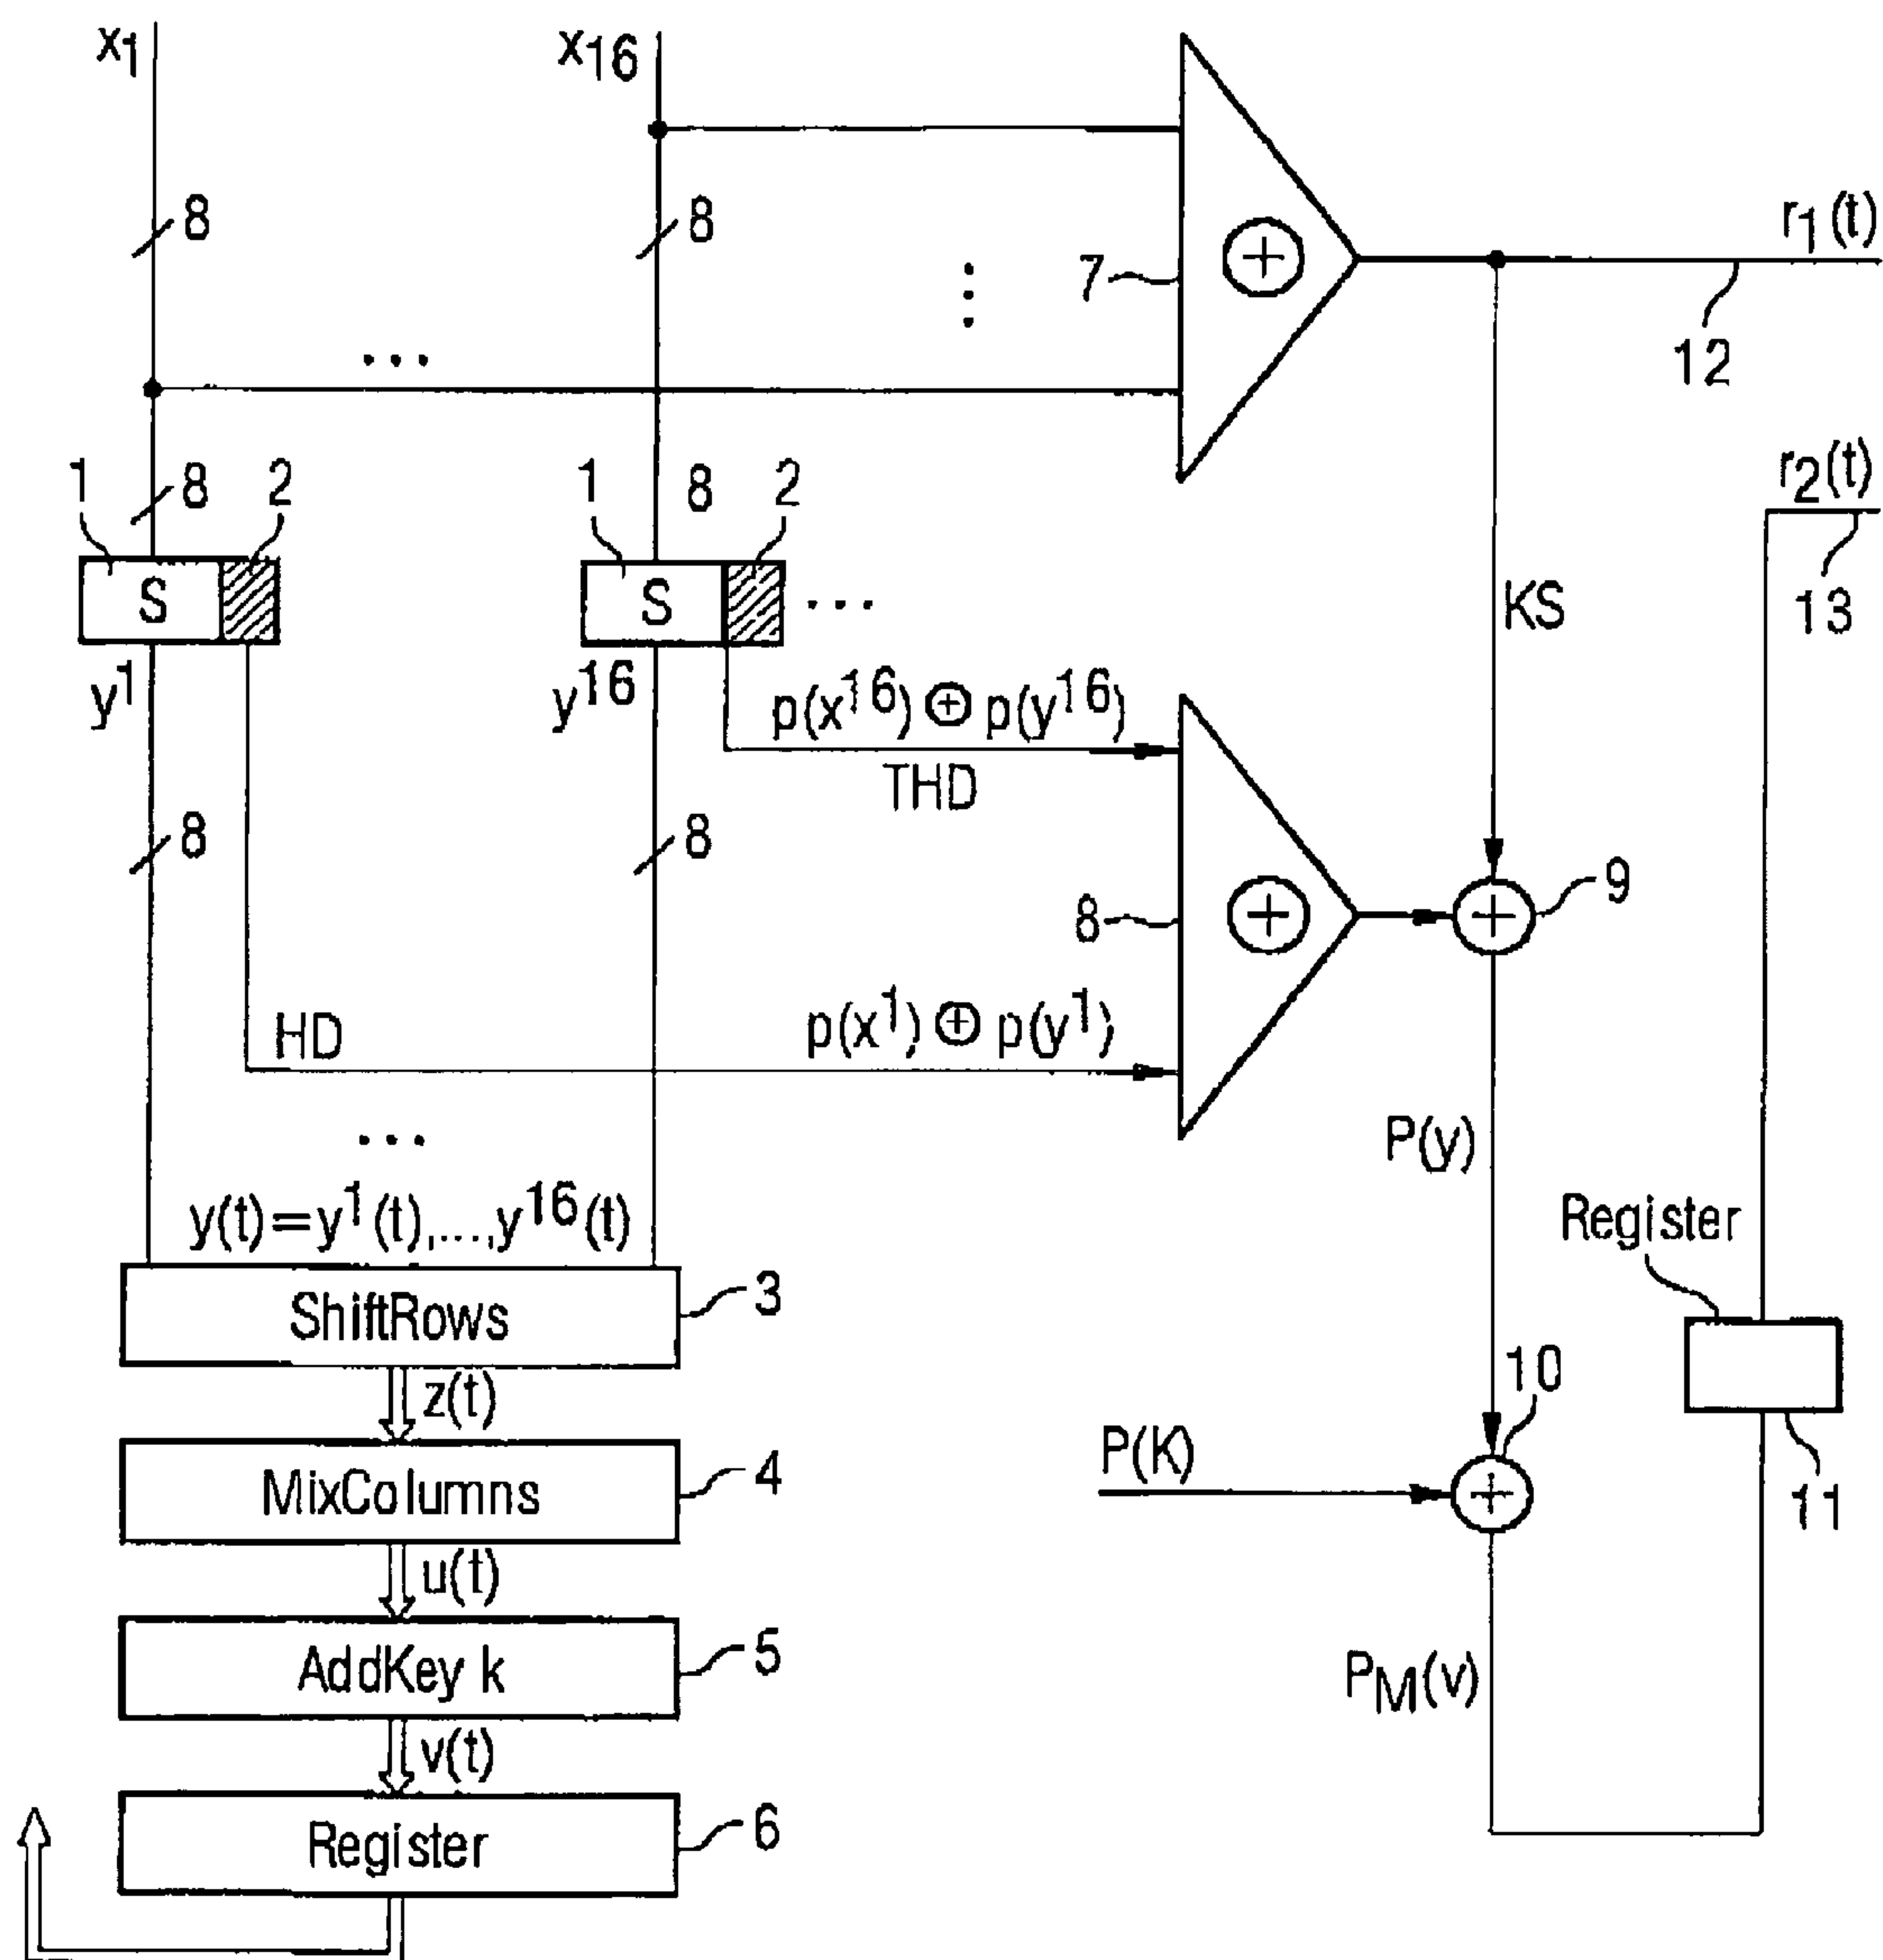 x1
x16
8
8
7
⊕
r1(t)
12
...
8
8
1
2
1
2
S
S
...
r2(t)
13
KS
y1
y16
p(x16)⊕p(y16)
THD
8
8
8
⊕
9
HD
p(x1)⊕p(y1)
P(y)
...
y(t)=y1(t),...,y16(t)
Register
ShiftRows
3
z(t)
10
11
P(K)
MixColumns
4
u(t)
AddKey k
5
PM(v)
v(t)
Register
6